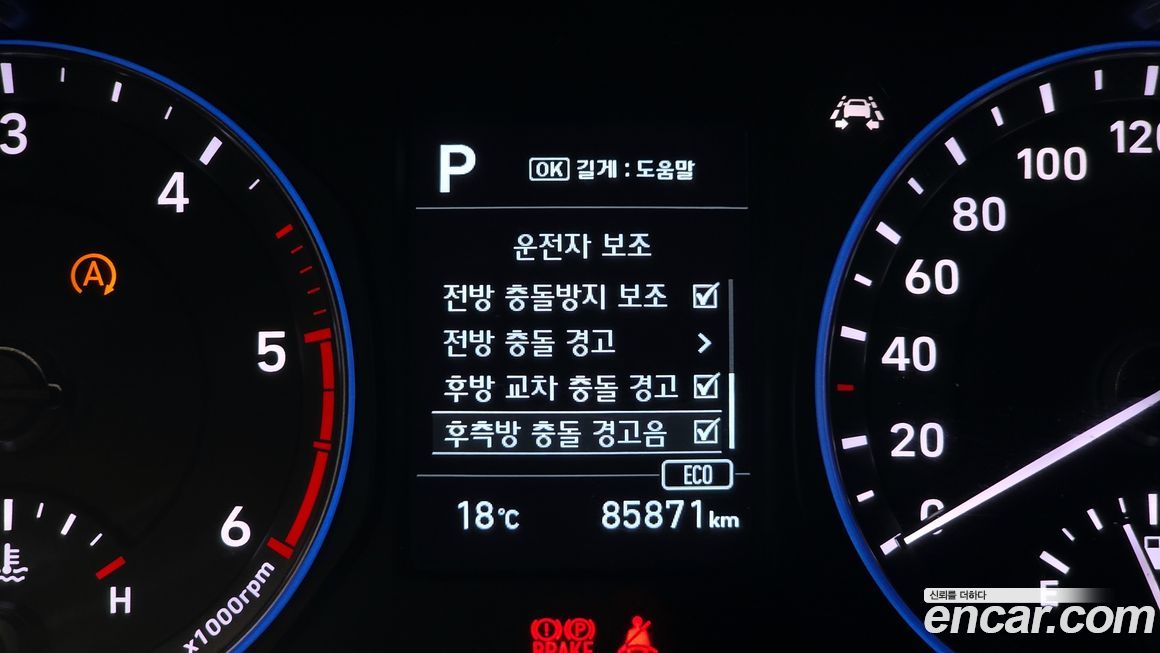 P
OK 길게 : 도움말
운전자 보조
전방 충돌방지 보조
전방 충돌 경고 >
후방 교차 충돌 경고
후측방 충돌 경고음
ECO
18℃ 85871km
3
4
5
6
x1000rpm
A
H
120
100
80
60
40
20
0
E
BRAKE
신뢰를 더하다
encar.com